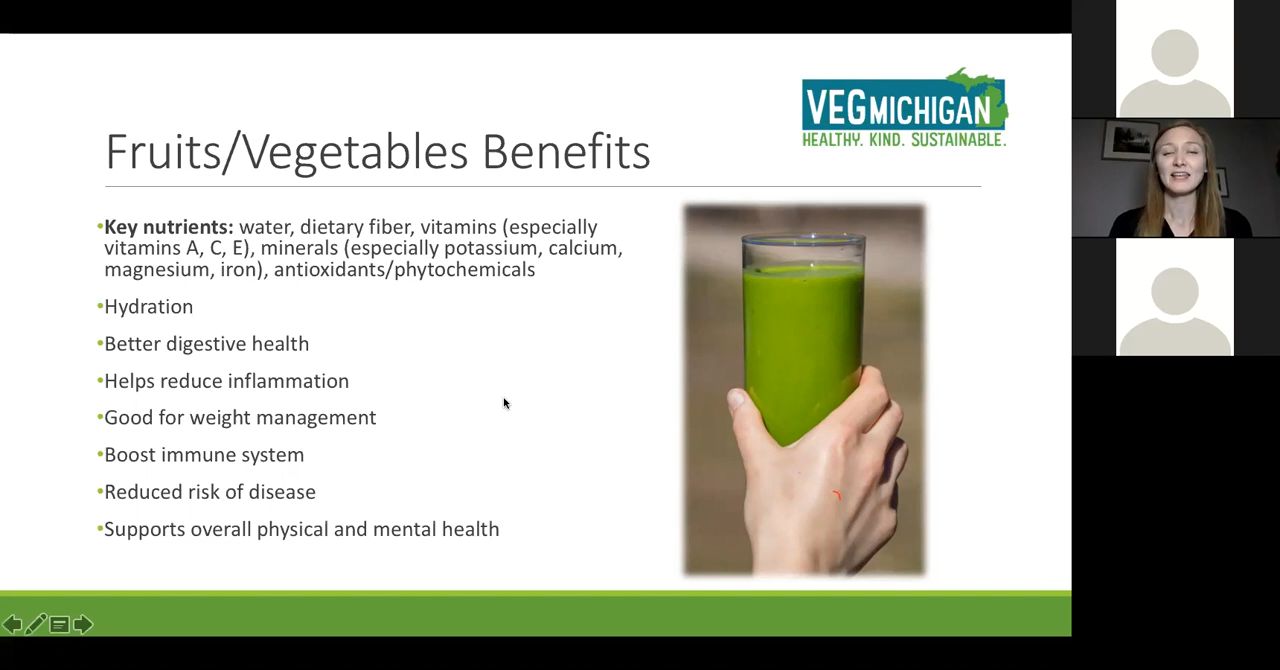 VEGMICHIGAN
HEALTHY. KIND. SUSTAINABLE.
Fruits/Vegetables Benefits
•Key nutrients: water, dietary fiber, vitamins (especially
vitamins A, C, E), minerals (especially potassium, calcium,
magnesium, iron), antioxidants/phytochemicals
•Hydration
•Better digestive health
•Helps reduce inflammation
•Good for weight management
•Boost immune system
•Reduced risk of disease
•Supports overall physical and mental health